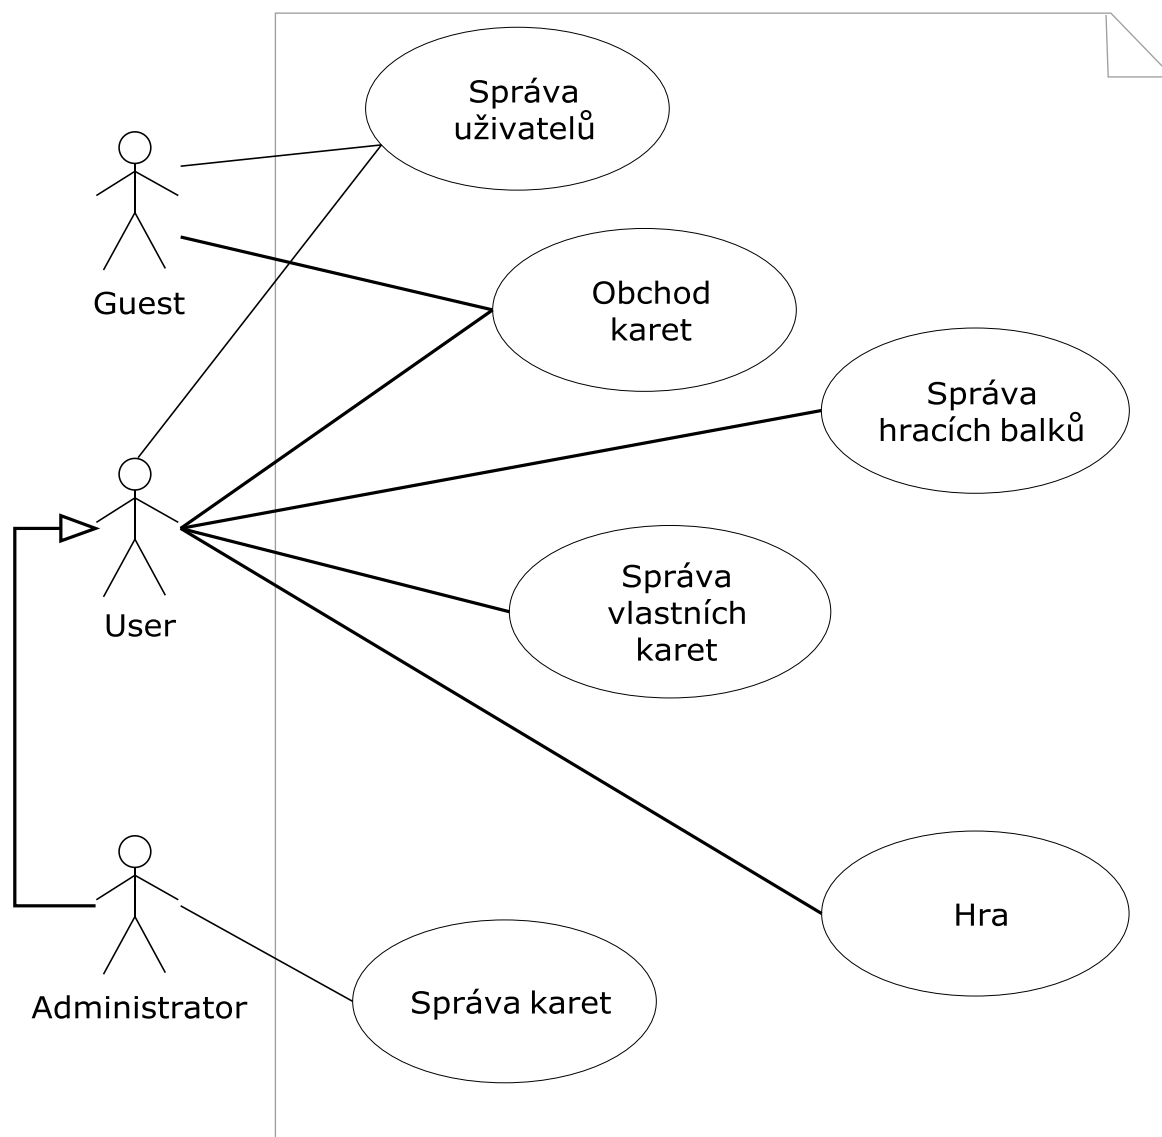 Správa
uživatelů
Guest
Obchod
karet
Správa
hracích balků
User
Správa
vlastních
karet
Hra
Administrator
Správa karet